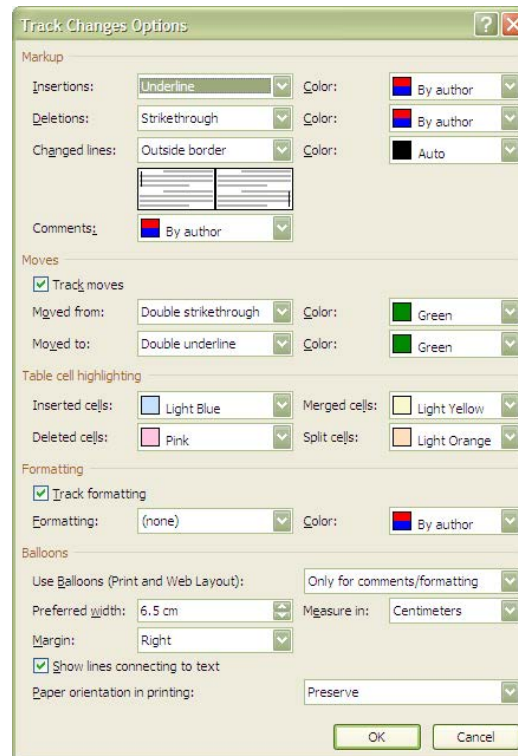 Track Changes Options
Markup
Insertions: Underline Color: By author
Deletions: Strikethrough Color: By author
Changed lines: Outside border Color: Auto
Comments: By author
Moves
Track moves
Moved from: Double strikethrough Color: Green
Moved to: Double underline Color: Green
Table cell highlighting
Inserted cells: Light Blue Merged cells: Light Yellow
Deleted cells: Pink Split cells: Light Orange
Formatting
Track formatting
Formatting: (none) Color: By author
Balloons
Use Balloons (Print and Web Layout): Only for comments/formatting
Preferred width: 6.5 cm Measure in: Centimeters
Margin: Right
Show lines connecting to text
Paper orientation in printing: Preserve
OK Cancel